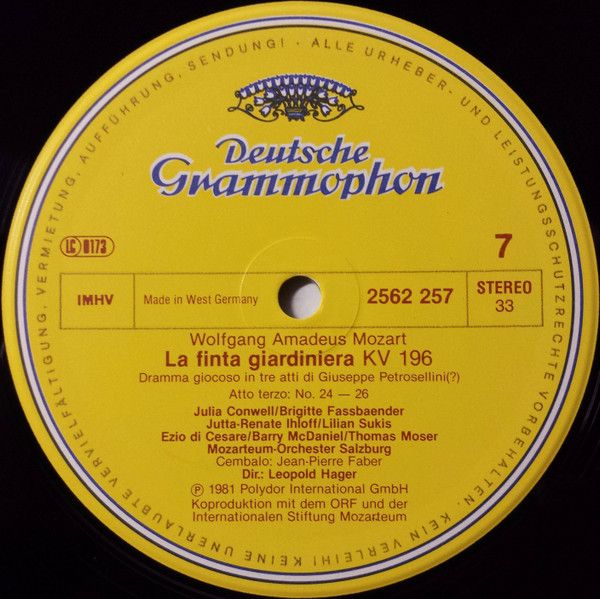 ALLE URHEBER- UND LEISTUNGSSCHUTZRECHTE VORBEHALTEN. KEIN VERLEIH! KEINE UNERLAUBTE VERVIELFÄLTIGUNG, VERMIETUNG, AUFFÜHRUNG, SENDUNG! ·
Deutsche
Grammophon
LC 0173
7
IMHV
Made in West Germany
2562 257
STEREO
33
Wolfgang Amadeus Mozart
La finta giardiniera KV 196
Dramma giocoso in tre atti di Giuseppe Petrosellini(?)
Atto terzo: No. 24 — 26
Julia Conwell/Brigitte Fassbaender
Jutta-Renate Ihloff/Lilian Sukis
Ezio di Cesare/Barry McDaniel/Thomas Moser
Mozarteum-Orchester Salzburg
Cembalo: Jean-Pierre Faber
Dir.: Leopold Hager
℗ 1981 Polydor International GmbH
Koproduktion mit dem ORF und der
Internationalen Stiftung Mozarteum